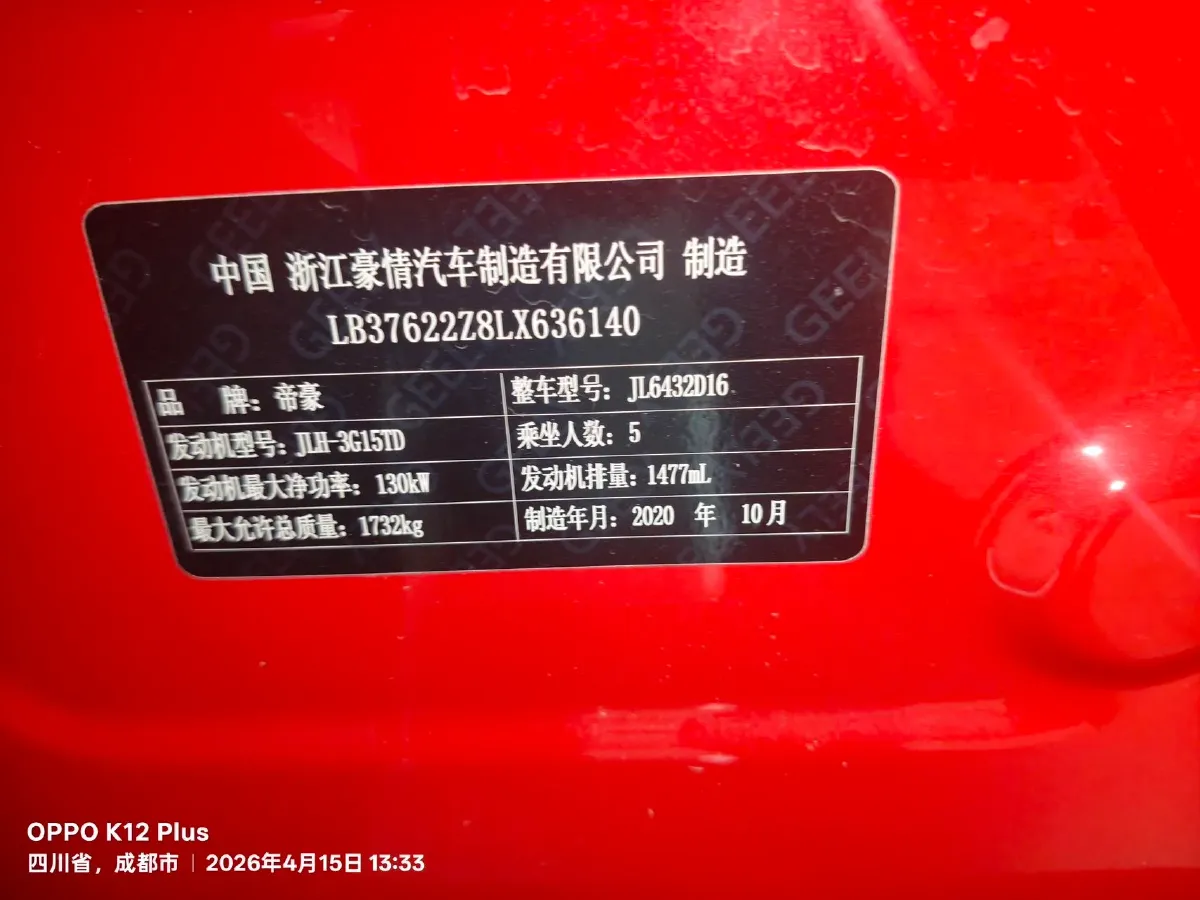 中国 浙江豪情汽车制造有限公司 制造
LB37622Z8LX636140
品 牌：帝豪 整车型号：JL6432D16
发动机型号：JLH-3G15TD 乘坐人数：5
发动机最大净功率：130kW 发动机排量：1477mL
最大允许总质量：1732kg 制造年月：2020 年 10月
OPPO K12 Plus
四川省，成都市 | 2026年4月15日 13:33